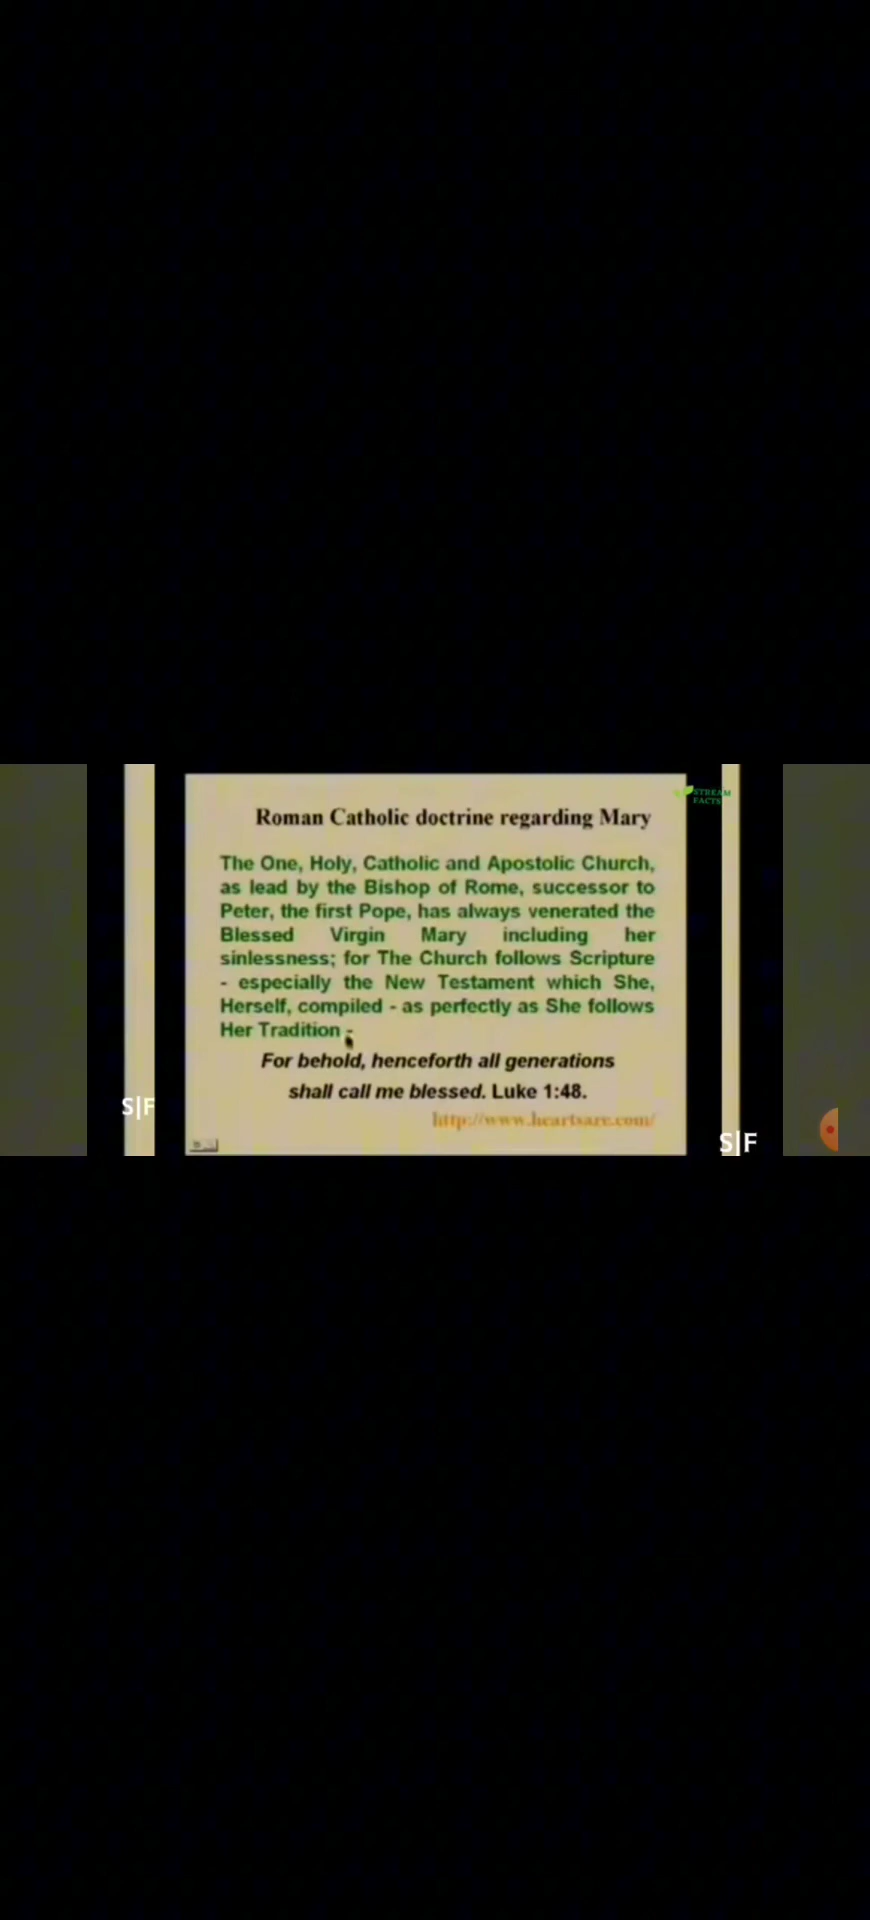 STREAM
FACTS
Roman Catholic doctrine regarding Mary
The One, Holy, Catholic and Apostolic Church,
as lead by the Bishop of Rome, successor to
Peter, the first Pope, has always venerated the
Blessed Virgin Mary including her
sinlessness; for The Church follows Scripture
- especially the New Testament which She,
Herself, compiled - as perfectly as She follows
Her Tradition -
For behold, henceforth all generations
shall call me blessed. Luke 1:48.
http://www.heartsare.com/
S|F
S|F